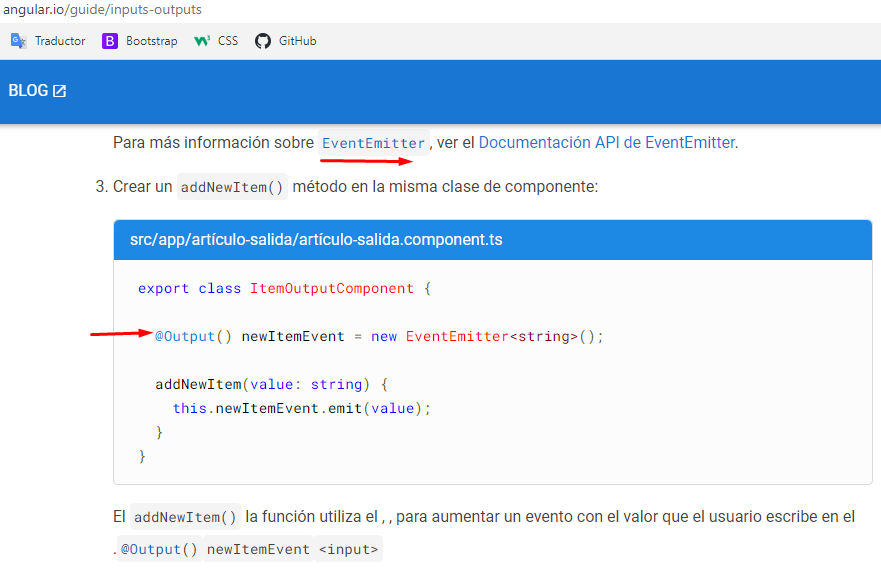 angular.io/guide/inputs-outputs
Traductor Bootstrap CSS GitHub
BLOG
Para más información sobre EventEmitter, ver el Documentación API de EventEmitter.
3. Crear un addNewItem() método en la misma clase de componente:
src/app/artículo-salida/artículo-salida.component.ts
export class ItemOutputComponent {
@Output() newItemEvent = new EventEmitter<string>();
addNewItem(value: string) {
this.newItemEvent.emit(value);
}
}
El addNewItem() la función utiliza el , , para aumentar un evento con el valor que el usuario escribe en el
. @Output() newItemEvent <input>